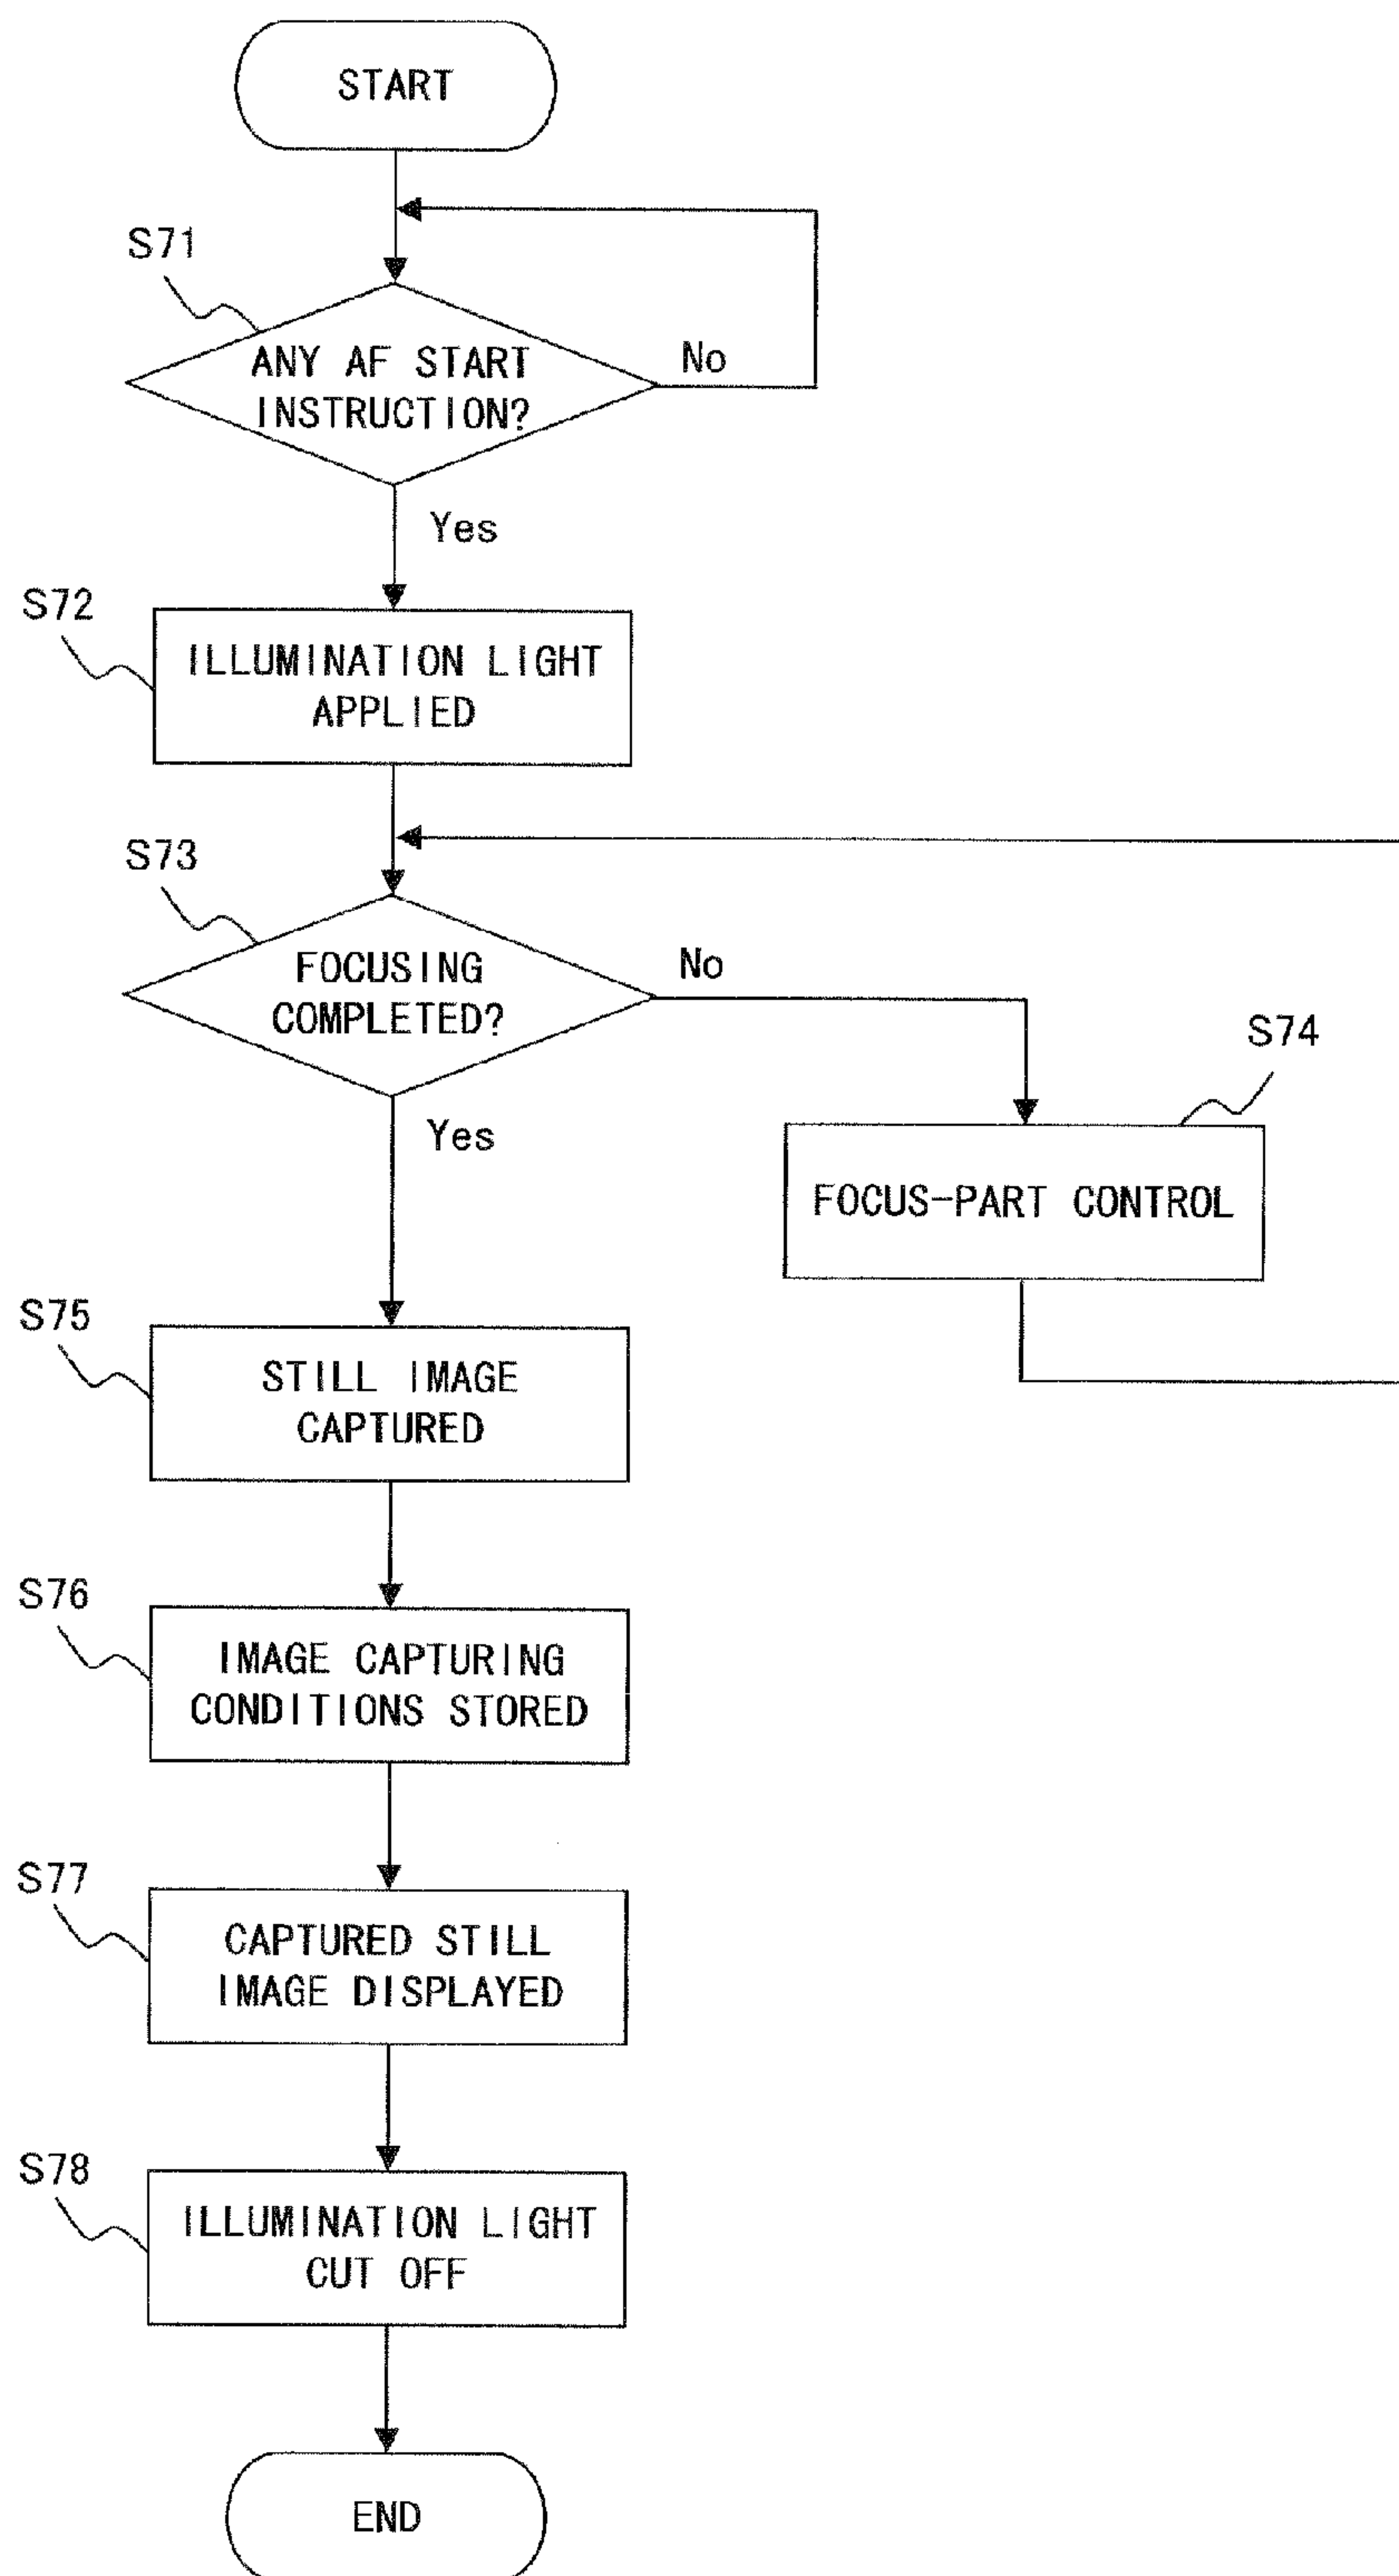 START
S71
ANY AF START
INSTRUCTION?
No
Yes
S72
ILLUMINATION LIGHT
APPLIED
S73
FOCUSING
COMPLETED?
No
Yes
S74
FOCUS-PART CONTROL
S75
STILL IMAGE
CAPTURED
S76
IMAGE CAPTURING
CONDITIONS STORED
S77
CAPTURED STILL
IMAGE DISPLAYED
S78
ILLUMINATION LIGHT
CUT OFF
END